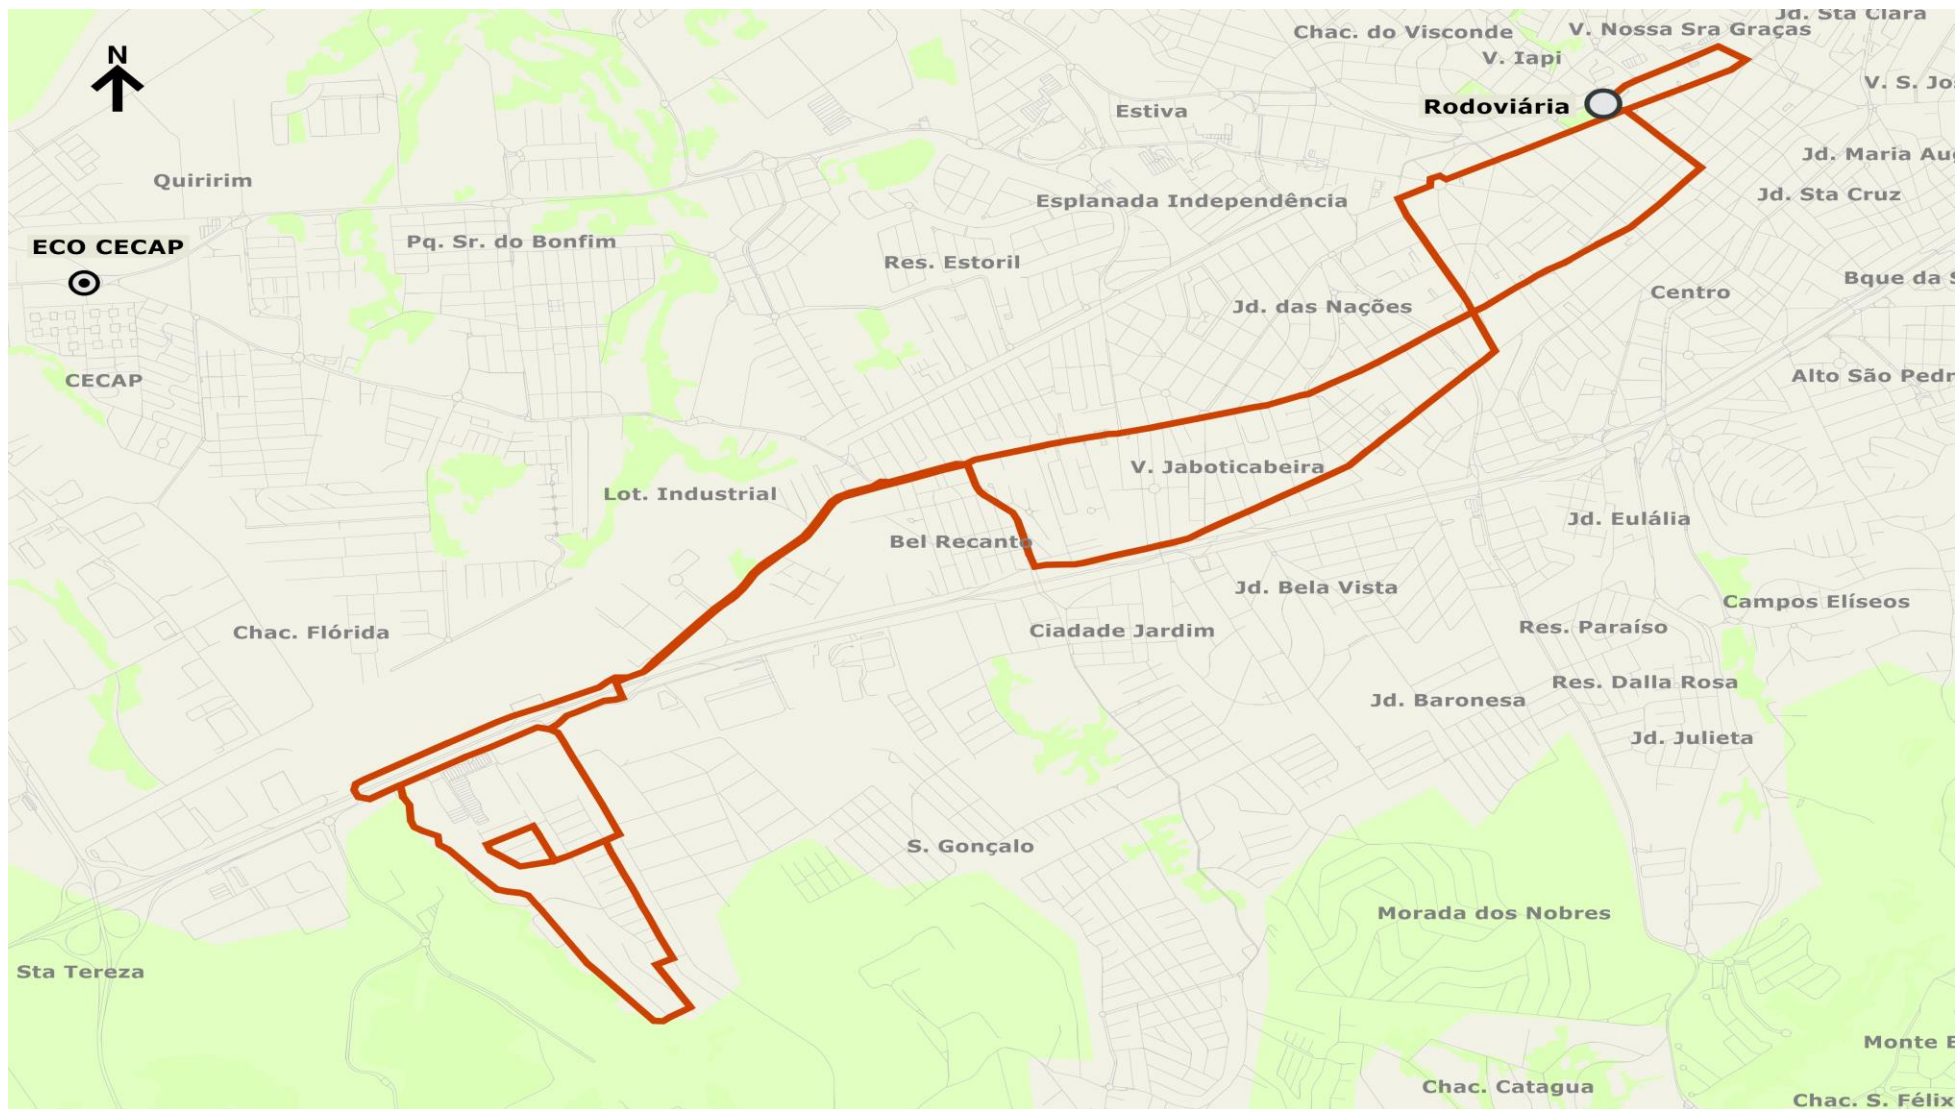 Jd. Sta Clara
V. Nossa Sra Graças
Chac. do Visconde
N
V. Iapi
V. S. Jo
Rodoviária
Estiva
Jd. Maria Aug
Quiririm
Jd. Sta Cruz
Esplanada Independência
Pq. Sr. do Bonfim
ECO CECAP
Res. Estoril
Bque da S
Centro
Jd. das Nações
Alto São Pedr
CECAP
V. Jaboticabeira
Lot. Industrial
Jd. Eulália
Bel Recanto
Jd. Bela Vista
Campos Elíseos
Res. Paraíso
Ciadade Jardim
Chac. Flórida
Res. Dalla Rosa
Jd. Baronesa
Jd. Julieta
S. Gonçalo
Morada dos Nobres
Sta Tereza
Monte B
Chac. Catagua
Chac. S. Félix